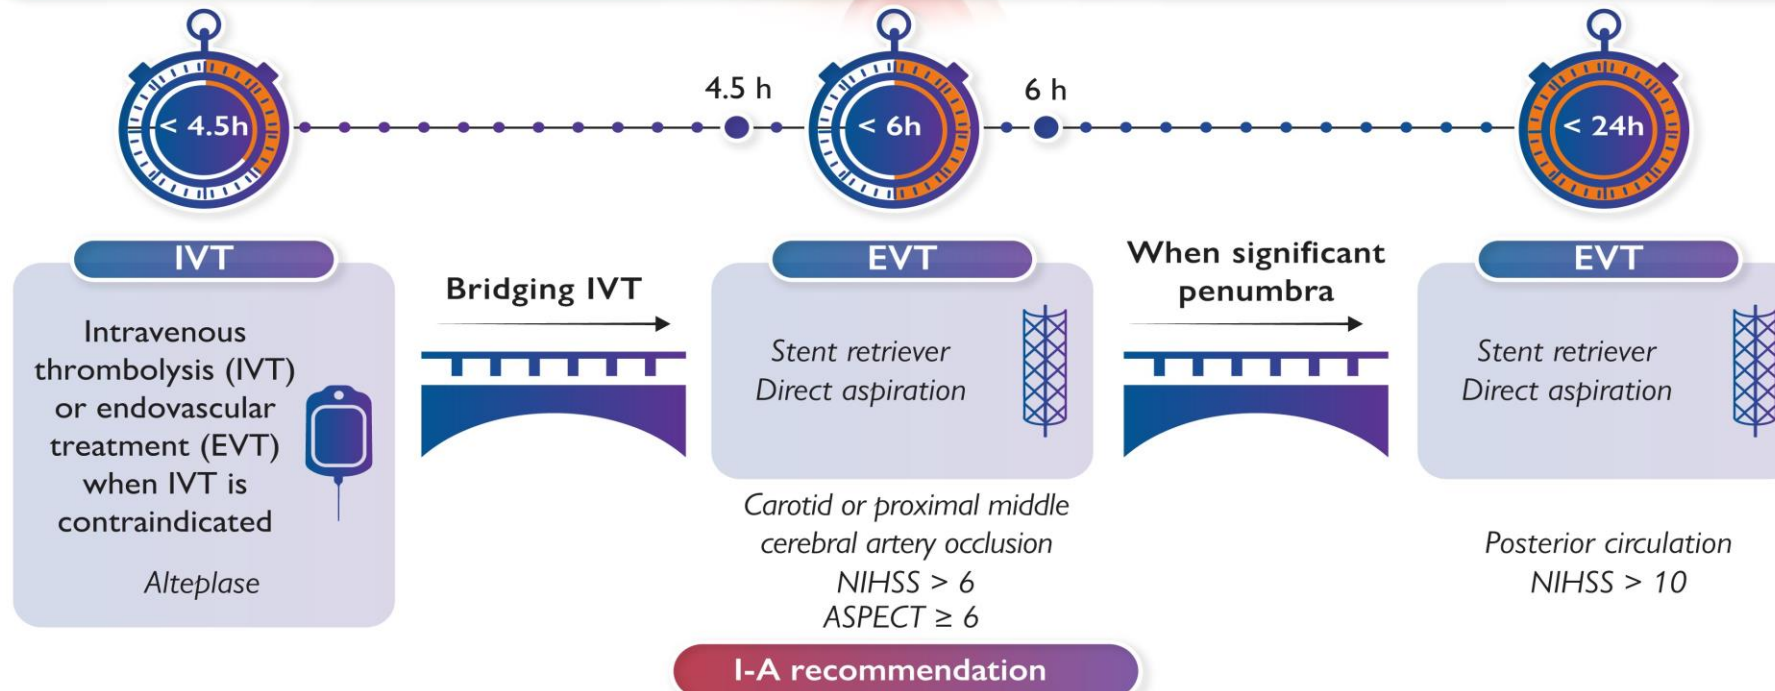 4.5 h
6 h
< 4.5h
< 6h
< 24h
IVT
Intravenous
thrombolysis (IVT)
or endovascular
treatment (EVT)
when IVT is
contraindicated
Alteplase
Bridging IVT
EVT
Stent retriever
Direct aspiration
Carotid or proximal middle
cerebral artery occlusion
NIHSS > 6
ASPECT ≥ 6
When significant
penumbra
EVT
Stent retriever
Direct aspiration
Posterior circulation
NIHSS > 10
I-A recommendation